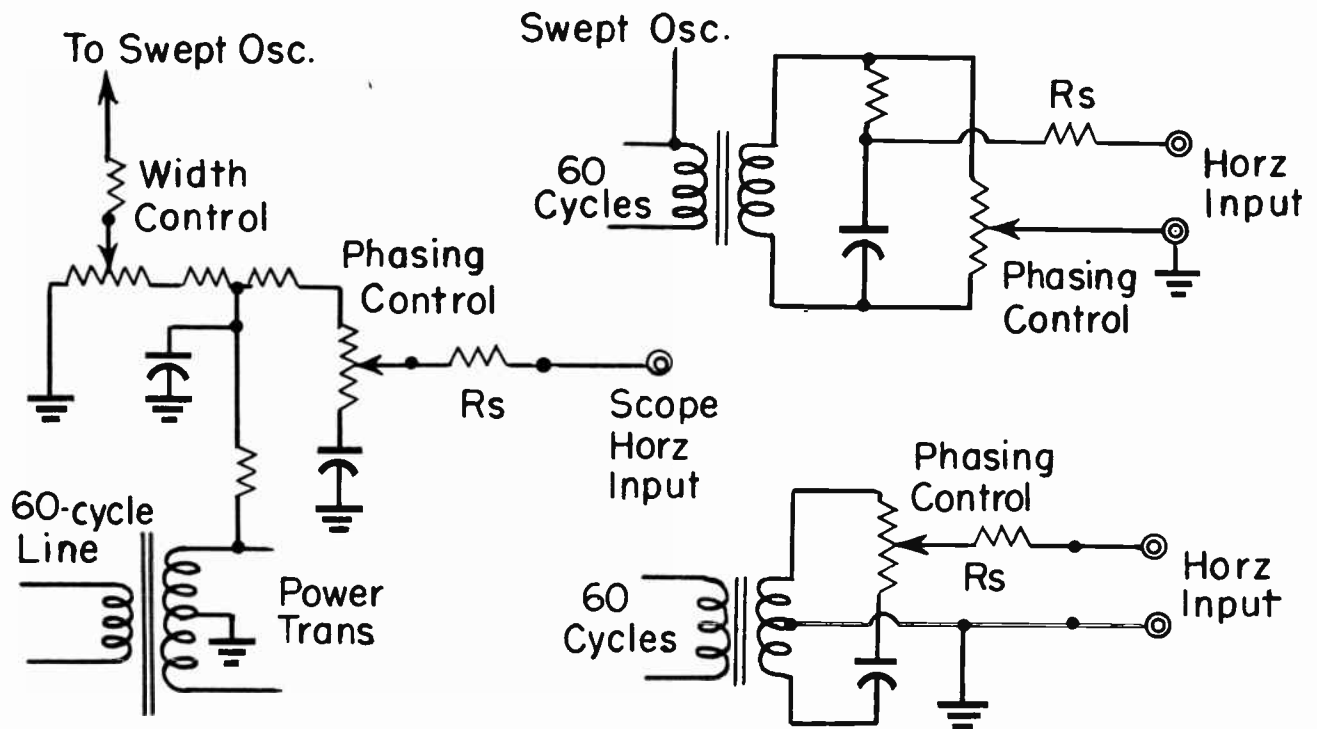 To Swept Osc.
Width
Control
Phasing
Control
Rs
Scope
Horz
Input
60-cycle
Line
Power
Trans
Swept Osc.
60
Cycles
Rs
Horz
Input
Phasing
Control
Phasing
Control
Rs
60
Cycles
Horz
Input